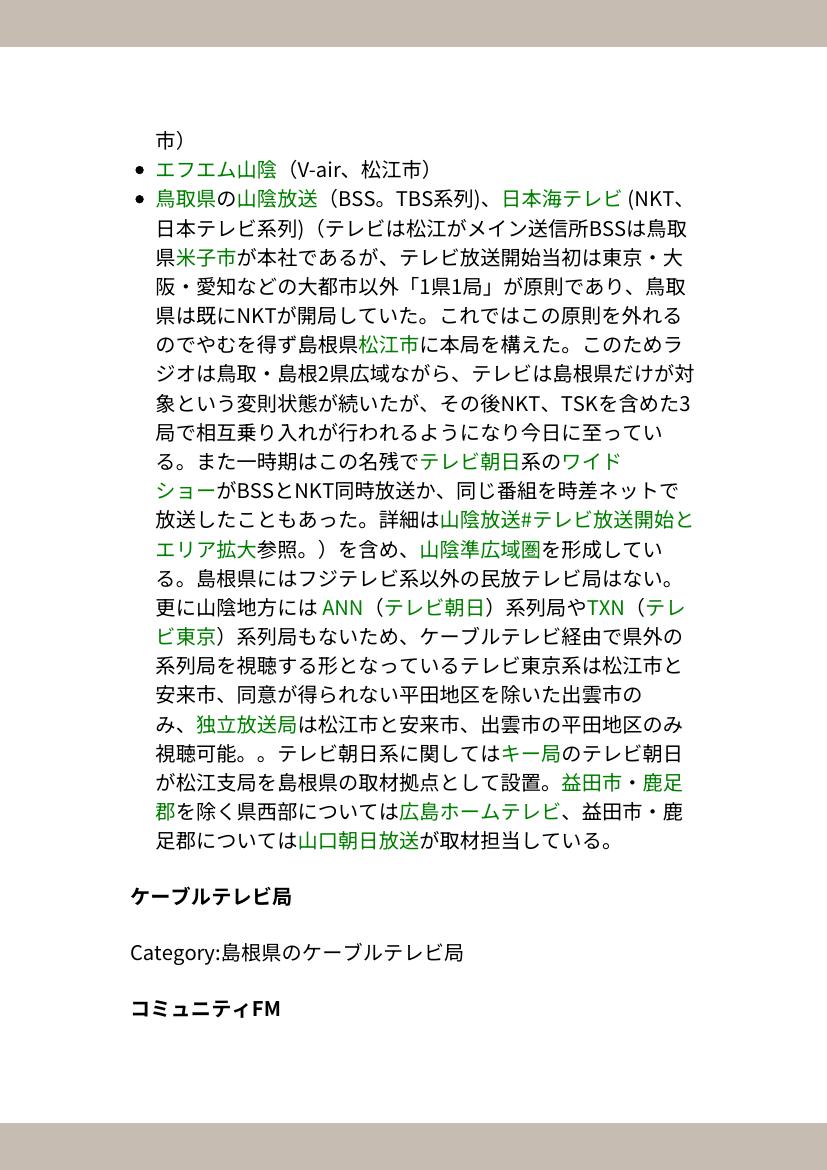 市）
エフエム山陰（V-air、松江市）
鳥取県の山陰放送（BSS。TBS系列)、日本海テレビ (NKT、
日本テレビ系列)（テレビは松江がメイン送信所BSSは鳥取
県米子市が本社であるが、テレビ放送開始当初は東京・大
阪・愛知などの大都市以外「1県1局」が原則であり、鳥取
県は既にNKTが開局していた。これではこの原則を外れる
のでやむを得ず島根県松江市に本局を構えた。このためラ
ジオは鳥取・島根2県広域ながら、テレビは島根県だけが対
象という変則状態が続いたが、その後NKT、TSKを含めた3
局で相互乗り入れが行われるようになり今日に至ってい
る。また一時期はこの名残でテレビ朝日系のワイド
ショーがBSSとNKT同時放送か、同じ番組を時差ネットで
放送したこともあった。詳細は山陰放送#テレビ放送開始と
エリア拡大参照。）を含め、山陰準広域圏を形成してい
る。島根県にはフジテレビ系以外の民放テレビ局はない。
更に山陰地方には ANN（テレビ朝日）系列局やTXN（テレ
ビ東京）系列局もないため、ケーブルテレビ経由で県外の
系列局を視聴する形となっているテレビ東京系は松江市と
安来市、同意が得られない平田地区を除いた出雲市の
み、独立放送局は松江市と安来市、出雲市の平田地区のみ
視聴可能。。テレビ朝日系に関してはキー局のテレビ朝日
が松江支局を島根県の取材拠点として設置。益田市・鹿足
郡を除く県西部については広島ホームテレビ、益田市・鹿
足郡については山口朝日放送が取材担当している。
ケーブルテレビ局
Category:島根県のケーブルテレビ局
コミュニティFM